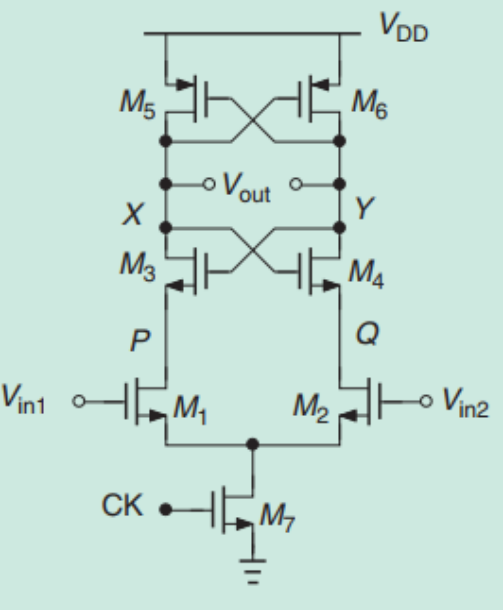 V_DD
M_5 M_6
V_out
X Y
M_3 M_4
P Q
V_in1 M_1 M_2 V_in2
CK M_7